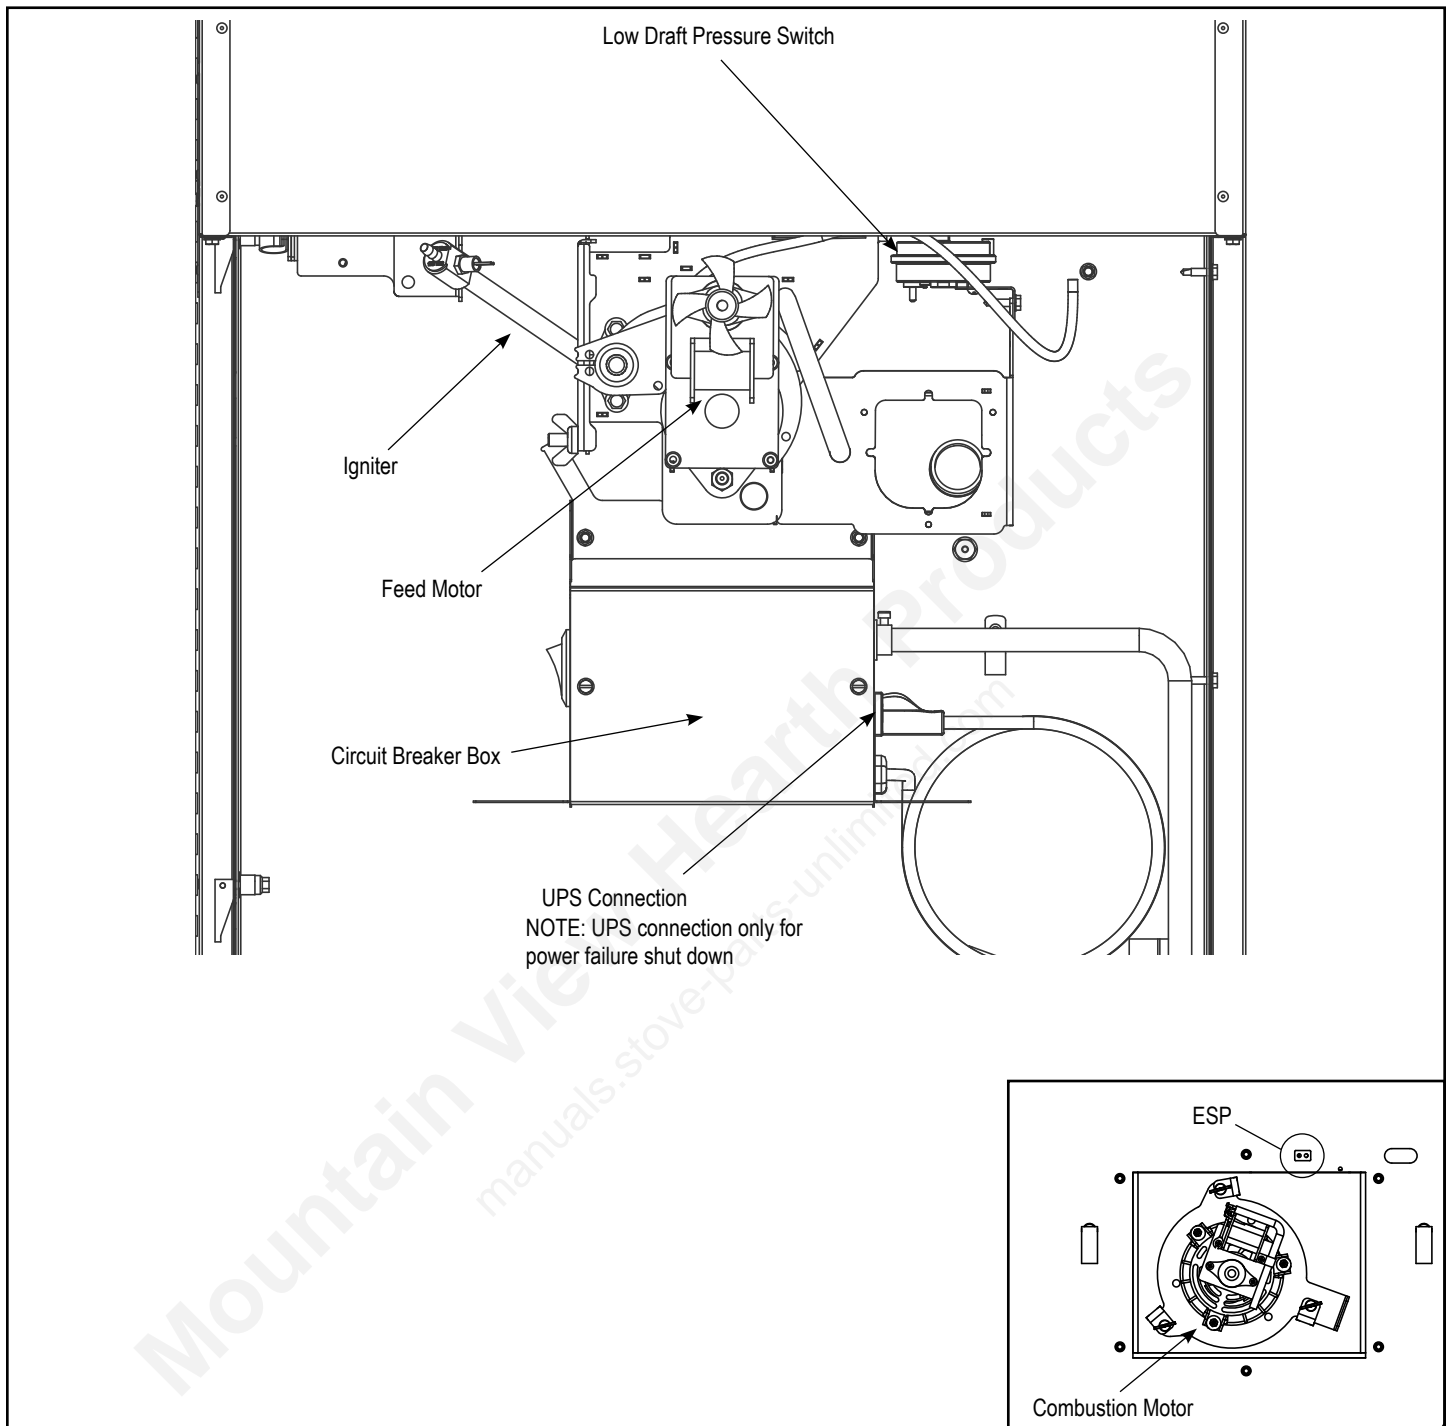 Low Draft Pressure Switch
Igniter
Feed Motor
Circuit Breaker Box
UPS Connection
NOTE: UPS connection only for
power failure shut down
ESP
Combustion Motor
Mountain View Hearth Products
manuals.stove-parts-unlimited.com